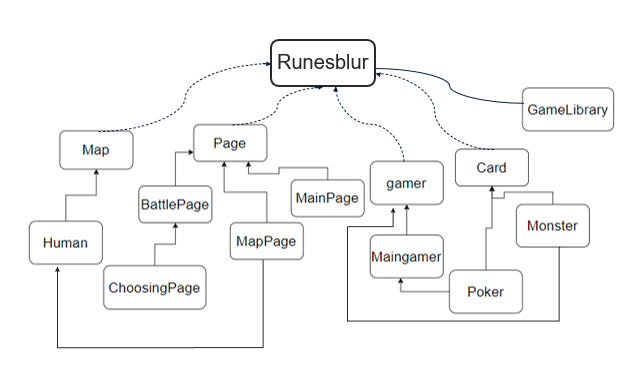 Runesblur
GameLibrary
Map
Page
Card
gamer
BattlePage
MainPage
Human
MapPage
Monster
Maingamer
ChoosingPage
Poker